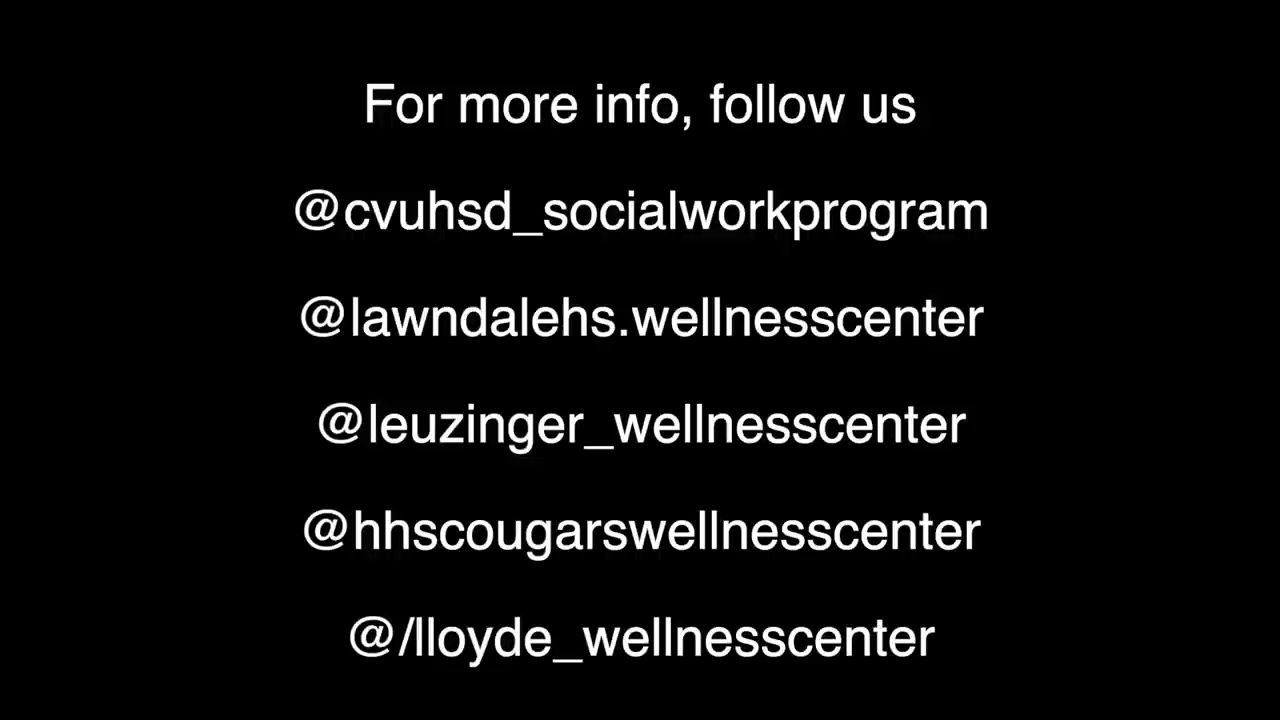 For more info, follow us
@cvuhsd_socialworkprogram
@lawndalehs.wellnesscenter
@leuzinger_wellnesscenter
@hhscougarswellnesscenter
@/lloyde_wellnesscenter